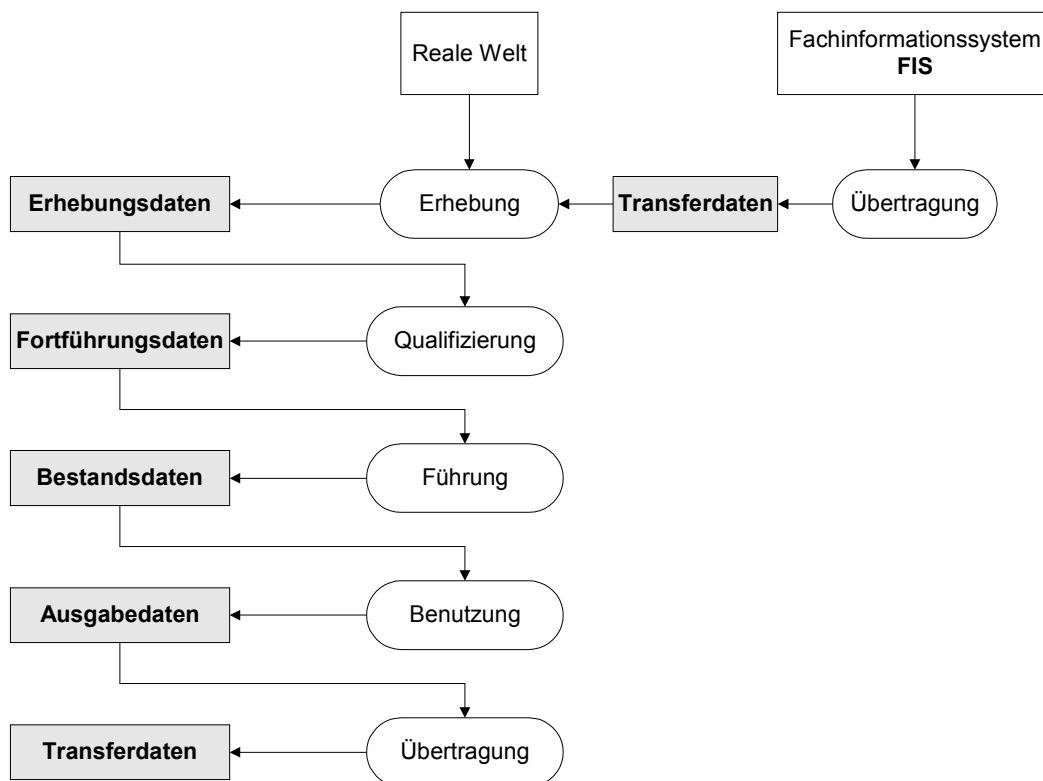 Reale Welt
Fachinformationssystem
FIS
Erhebungsdaten
Erhebung
Transferdaten
Übertragung
Fortführungsdaten
Qualifizierung
Bestandsdaten
Führung
Ausgabedaten
Benutzung
Transferdaten
Übertragung